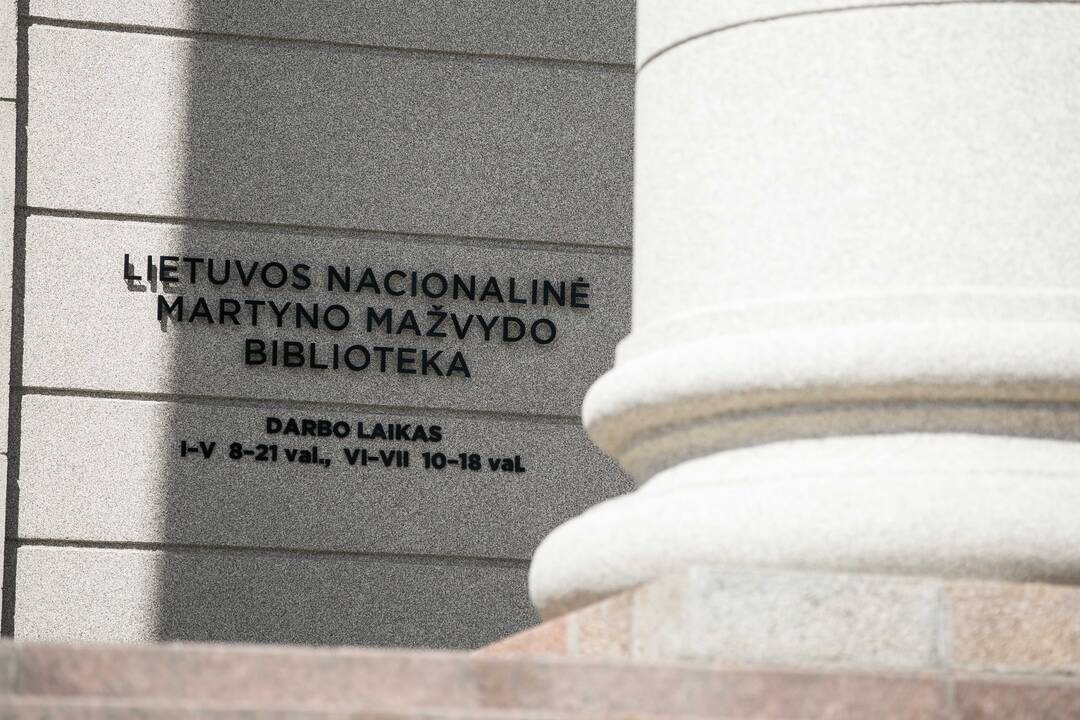 LIETUVOS NACIONALINĖ
MARTYNO MAŽVYDO
BIBLIOTEKA
DARBO LAIKAS
I–V 8–21 val., VI–VII 10–18 val.